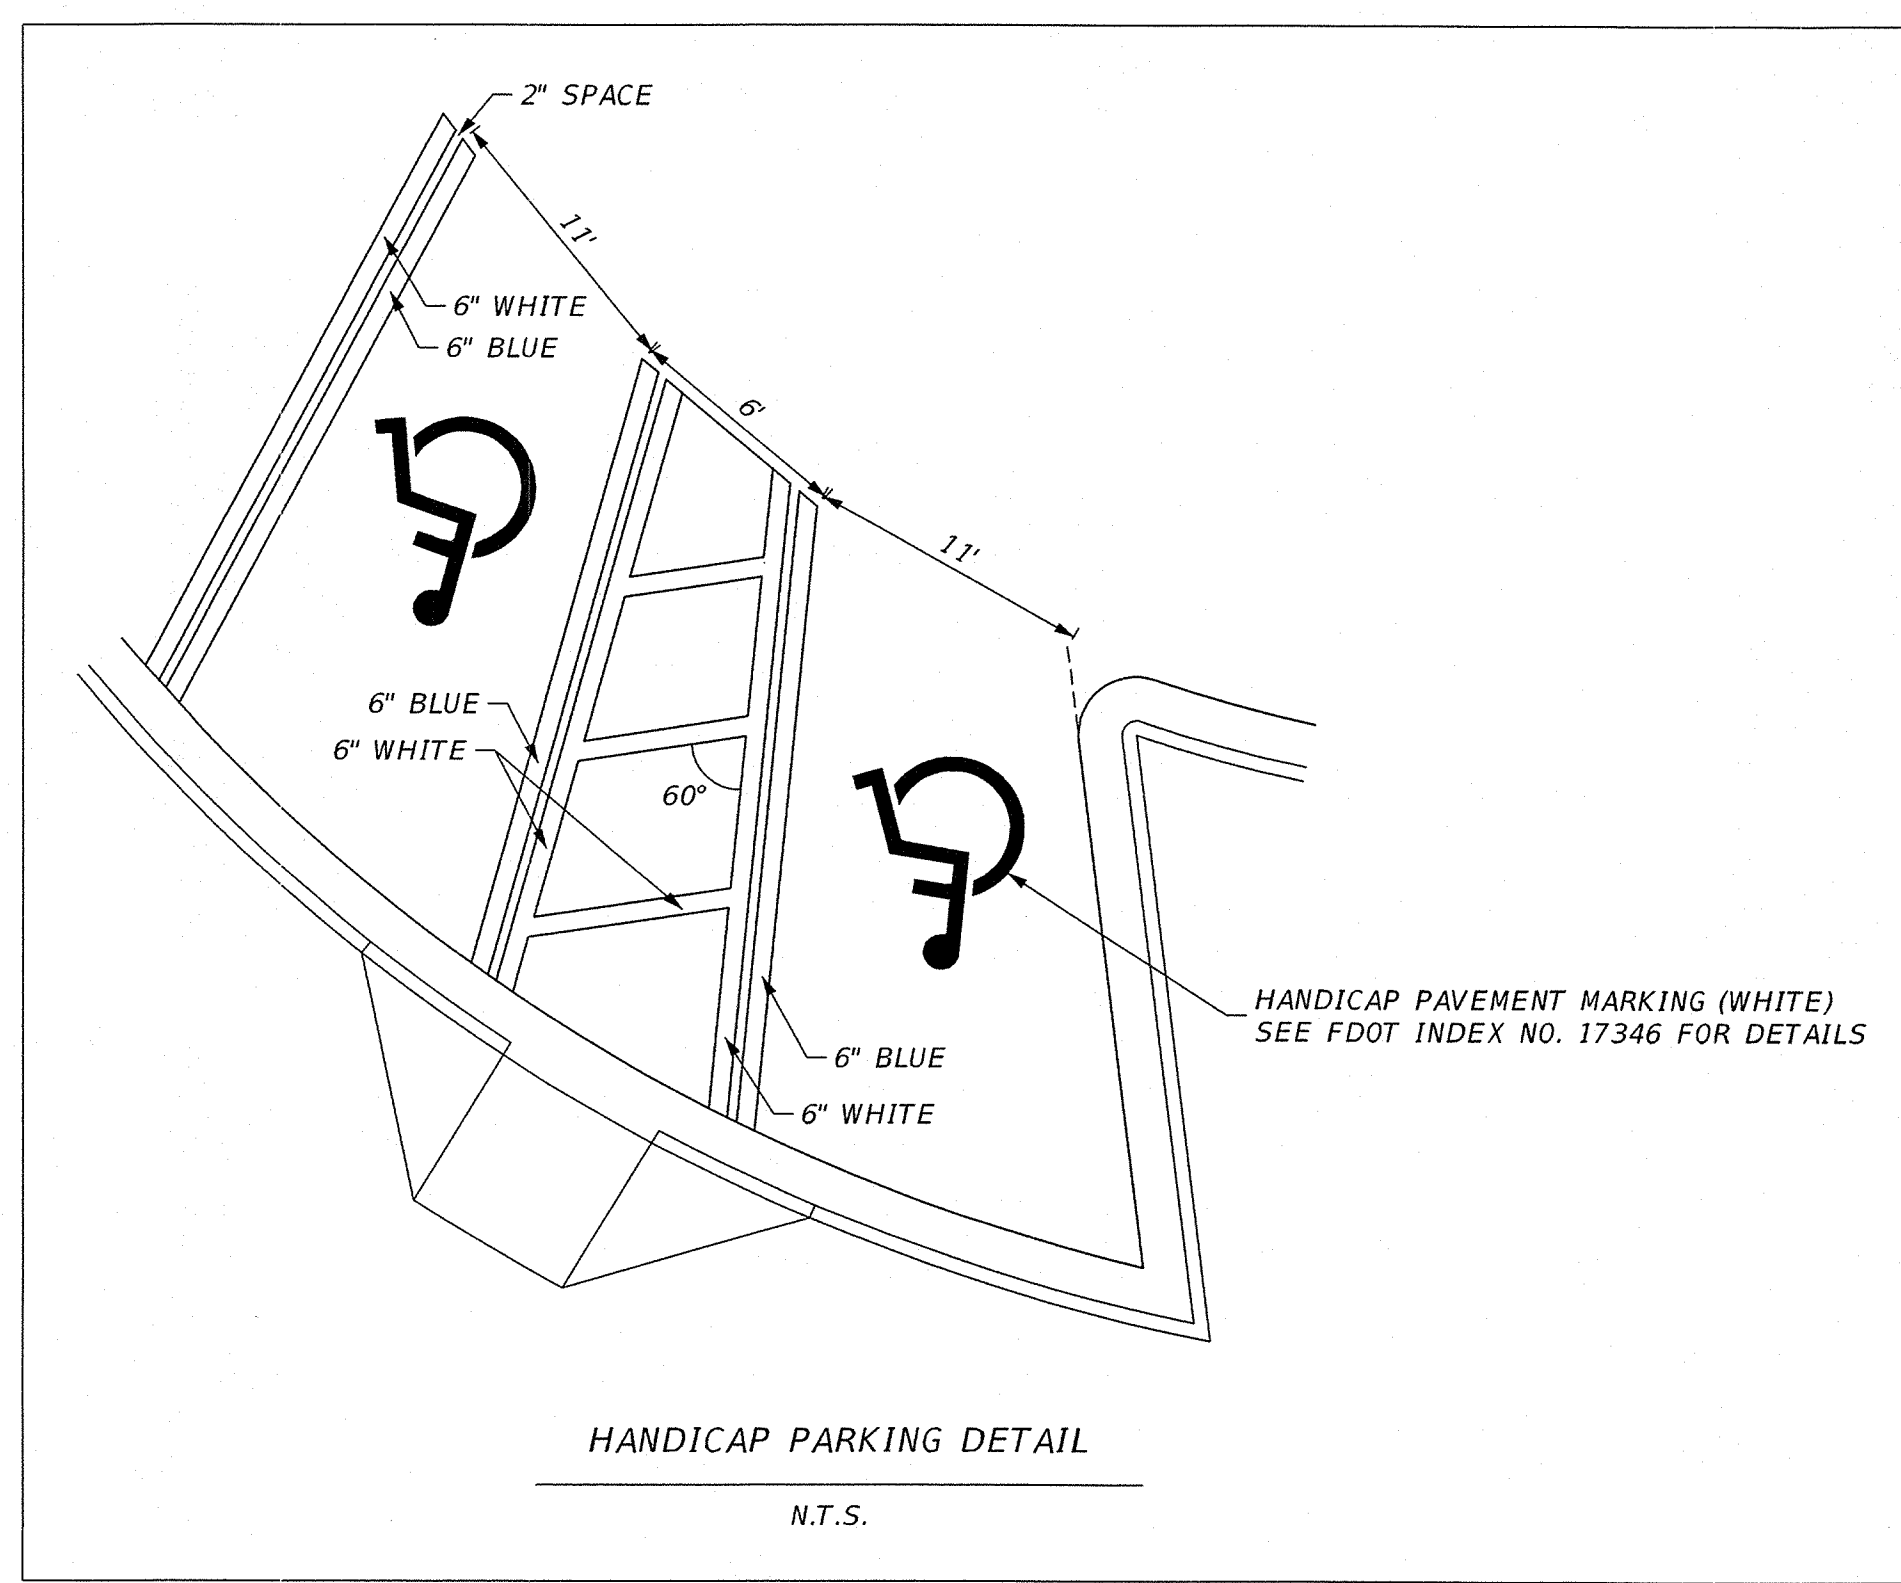 2" SPACE
11'
6" WHITE
6" BLUE
6'
11'
6" BLUE
6" WHITE
60°
HANDICAP PAVEMENT MARKING (WHITE)
SEE FDOT INDEX NO. 17346 FOR DETAILS
6" BLUE
6" WHITE
HANDICAP PARKING DETAIL
N.T.S.